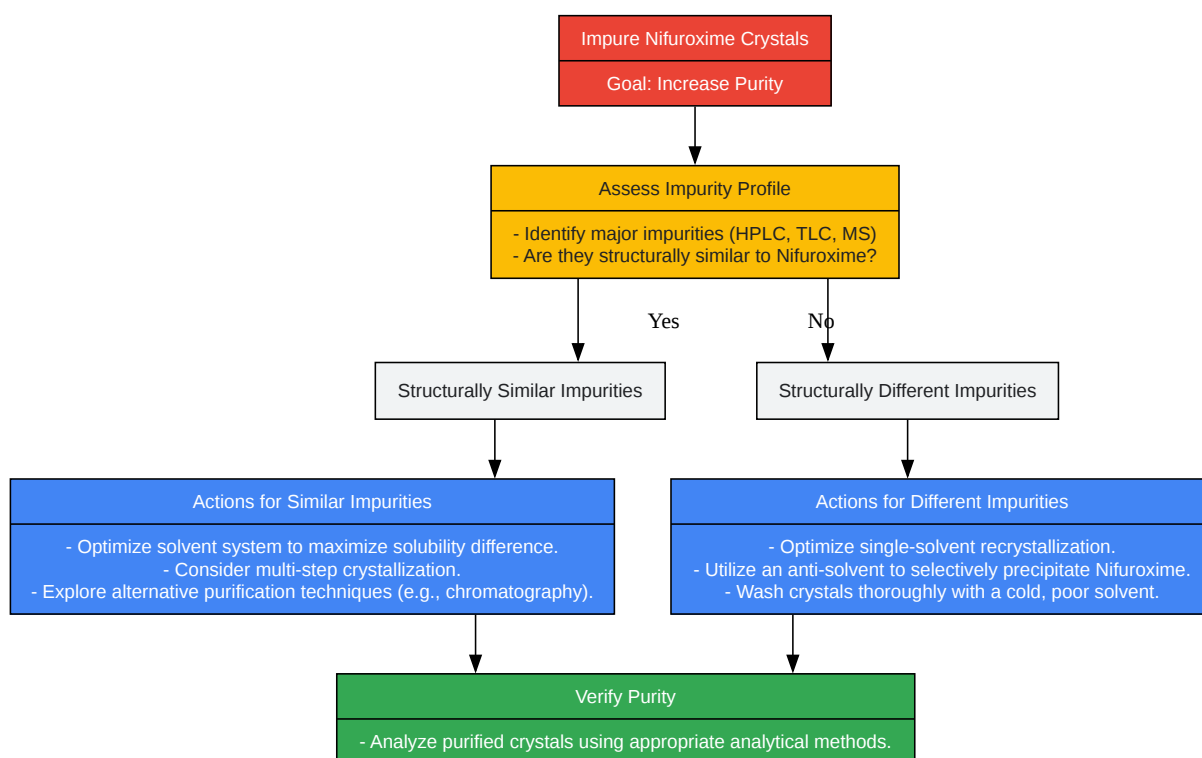 Impure Nifuroxime Crystals
Goal: Increase Purity
Assess Impurity Profile
- Identify major impurities (HPLC, TLC, MS)
- Are they structurally similar to Nifuroxime?
Yes
No
Structurally Similar Impurities
Structurally Different Impurities
Actions for Similar Impurities
- Optimize solvent system to maximize solubility difference.
- Consider multi-step crystallization.
- Explore alternative purification techniques (e.g., chromatography).
Actions for Different Impurities
- Optimize single-solvent recrystallization.
- Utilize an anti-solvent to selectively precipitate Nifuroxime.
- Wash crystals thoroughly with a cold, poor solvent.
Verify Purity
- Analyze purified crystals using appropriate analytical methods.